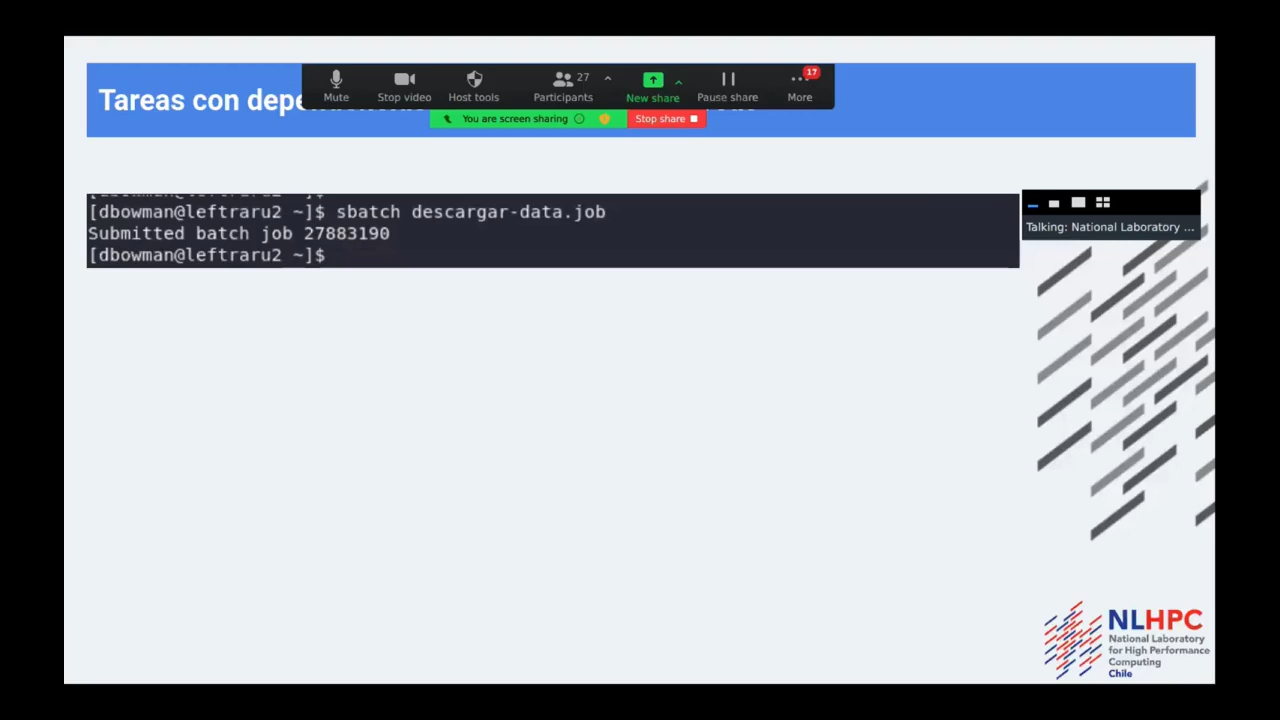 Tareas con
Mute
Stop video
Host tools
Participants
27
New share
Pause share
More
17
You are screen sharing
Stop share
[dbowman@leftraru2 ~]$ sbatch descargar-data.job
Submitted batch job 27883190
[dbowman@leftraru2 ~]$
Talking: National Laboratory ...
NLHPC
National Laboratory
for High Performance
Computing
Chile